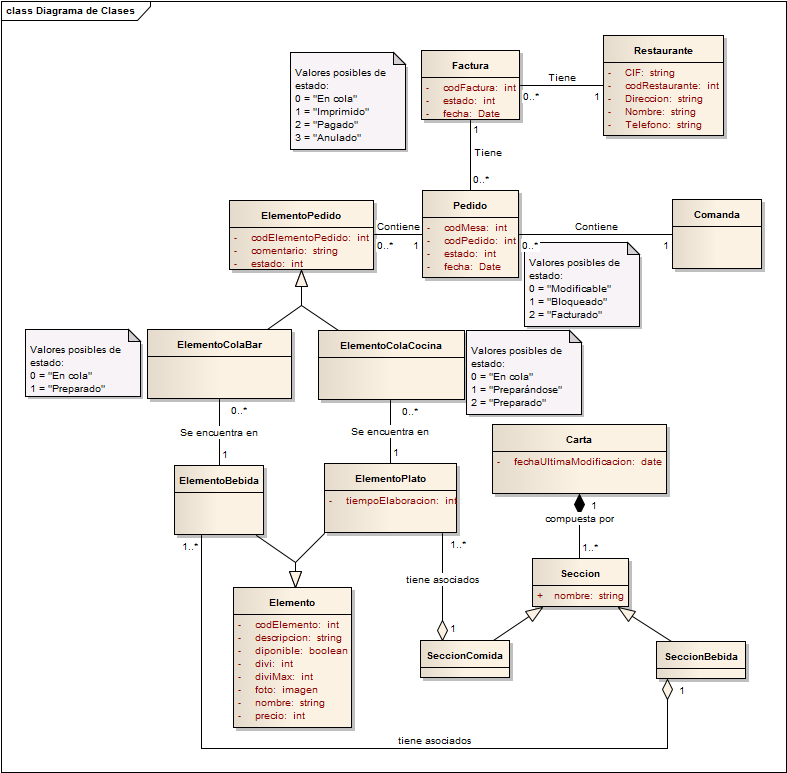 class Diagrama de Clases
Valores posibles de
estado:
0 = "En cola"
1 = "Imprimido"
2 = "Pagado"
3 = "Anulado"
Factura
- codFactura: int
- estado: int
- fecha: Date
Tiene
0..*
1
Restaurante
- CIF: string
- codRestaurante: int
- Direccion: string
- Nombre: string
- Telefono: string
1
Tiene
0..*
ElementoPedido
- codElementoPedido: int
- comentario: string
- estado: int
Contiene
0..*
1
Pedido
- codMesa: int
- codPedido: int
- estado: int
- fecha: Date
Contiene
0..*
1
Comanda
Valores posibles de
estado:
0 = "Modificable"
1 = "Bloqueado"
2 = "Facturado"
Valores posibles de
estado:
0 = "En cola"
1 = "Preparado"
ElementoColaBar
ElementoColaCocina
Valores posibles de
estado:
0 = "En cola"
1 = "Preparándose"
2 = "Preparado"
0..*
Se encuentra en
1
0..*
Se encuentra en
1
ElementoBebida
ElementoPlato
- tiempoElaboracion: int
Carta
- fechaUltimaModificacion: date
1
compuesta por
1..*
1..*
1..*
tiene asociados
1
Seccion
+ nombre: string
Elemento
- codElemento: int
- descripcion: string
- diponible: boolean
- divi: int
- diviMax: int
- foto: imagen
- nombre: string
- precio: int
SeccionComida
SeccionBebida
1
tiene asociados